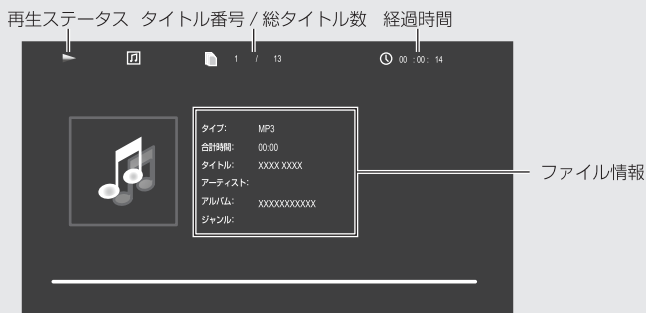 再生ステータス タイトル番号 / 総タイトル数 経過時間
1 / 13 00 : 00 : 14
タイプ: MP3
合計時間: 00:00
タイトル: XXXX XXXX
アーティスト:
アルバム: XXXXXXXXXXX
ジャンル:
ファイル情報